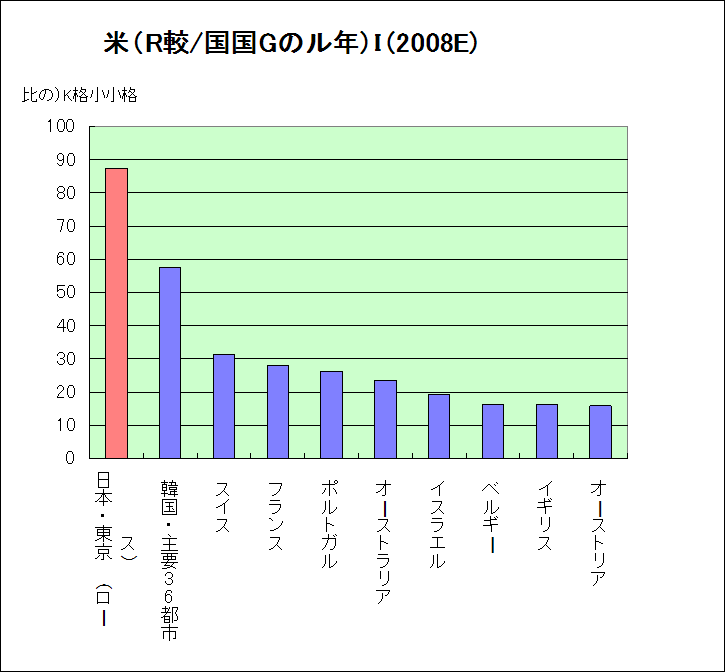 米（R較/国国Gのル年）I（2008E）
比の）K格小小格
100
90
80
70
60
50
40
30
20
10
0
日本・東京（ロー
ス）
韓国・主要36都市
スイス
フランス
ポルトガル
オーストラリア
イスラエル
ベルギー
イギリス
オーストリア